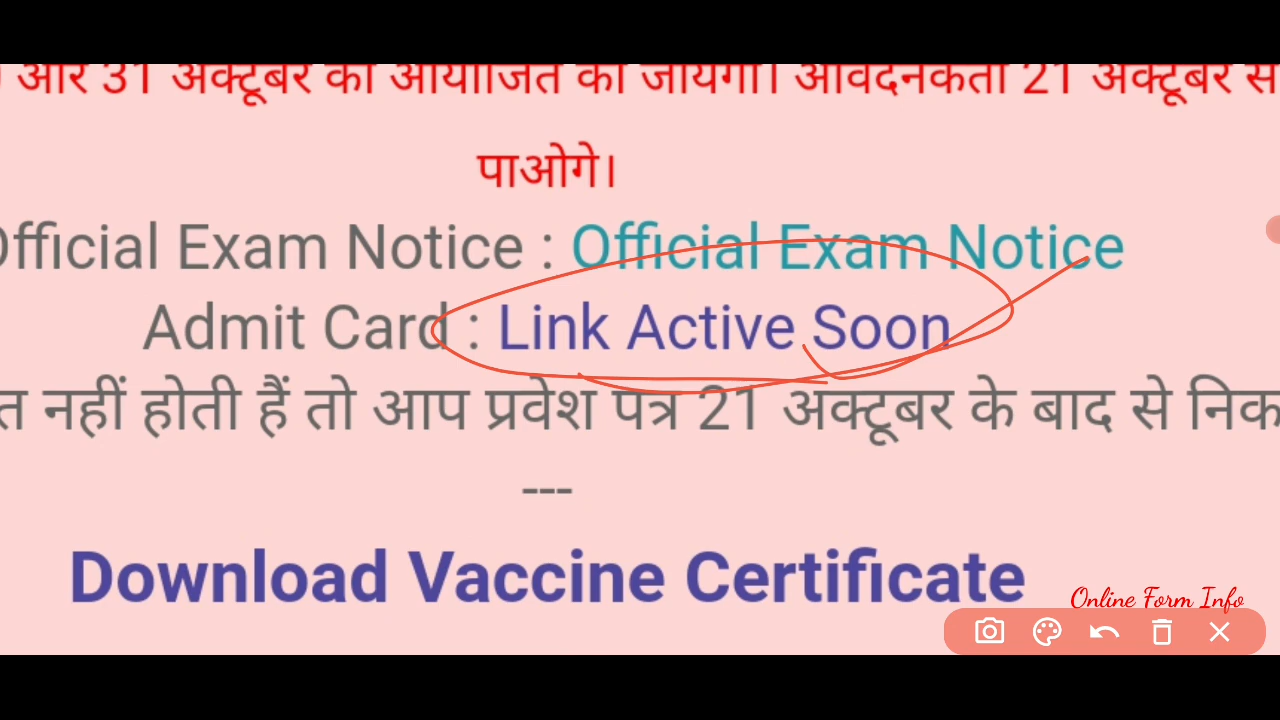 और 31 अक्टूबर को आयोजित की जायेगी। आवेदनकर्ता 21 अक्टूबर से
पाओगे।
Official Exam Notice : Official Exam Notice
Admit Card : Link Active Soon
नहीं होती हैं तो आप प्रवेश पत्र 21 अक्टूबर के बाद से
---
Download Vaccine Certificate
Online Form Info